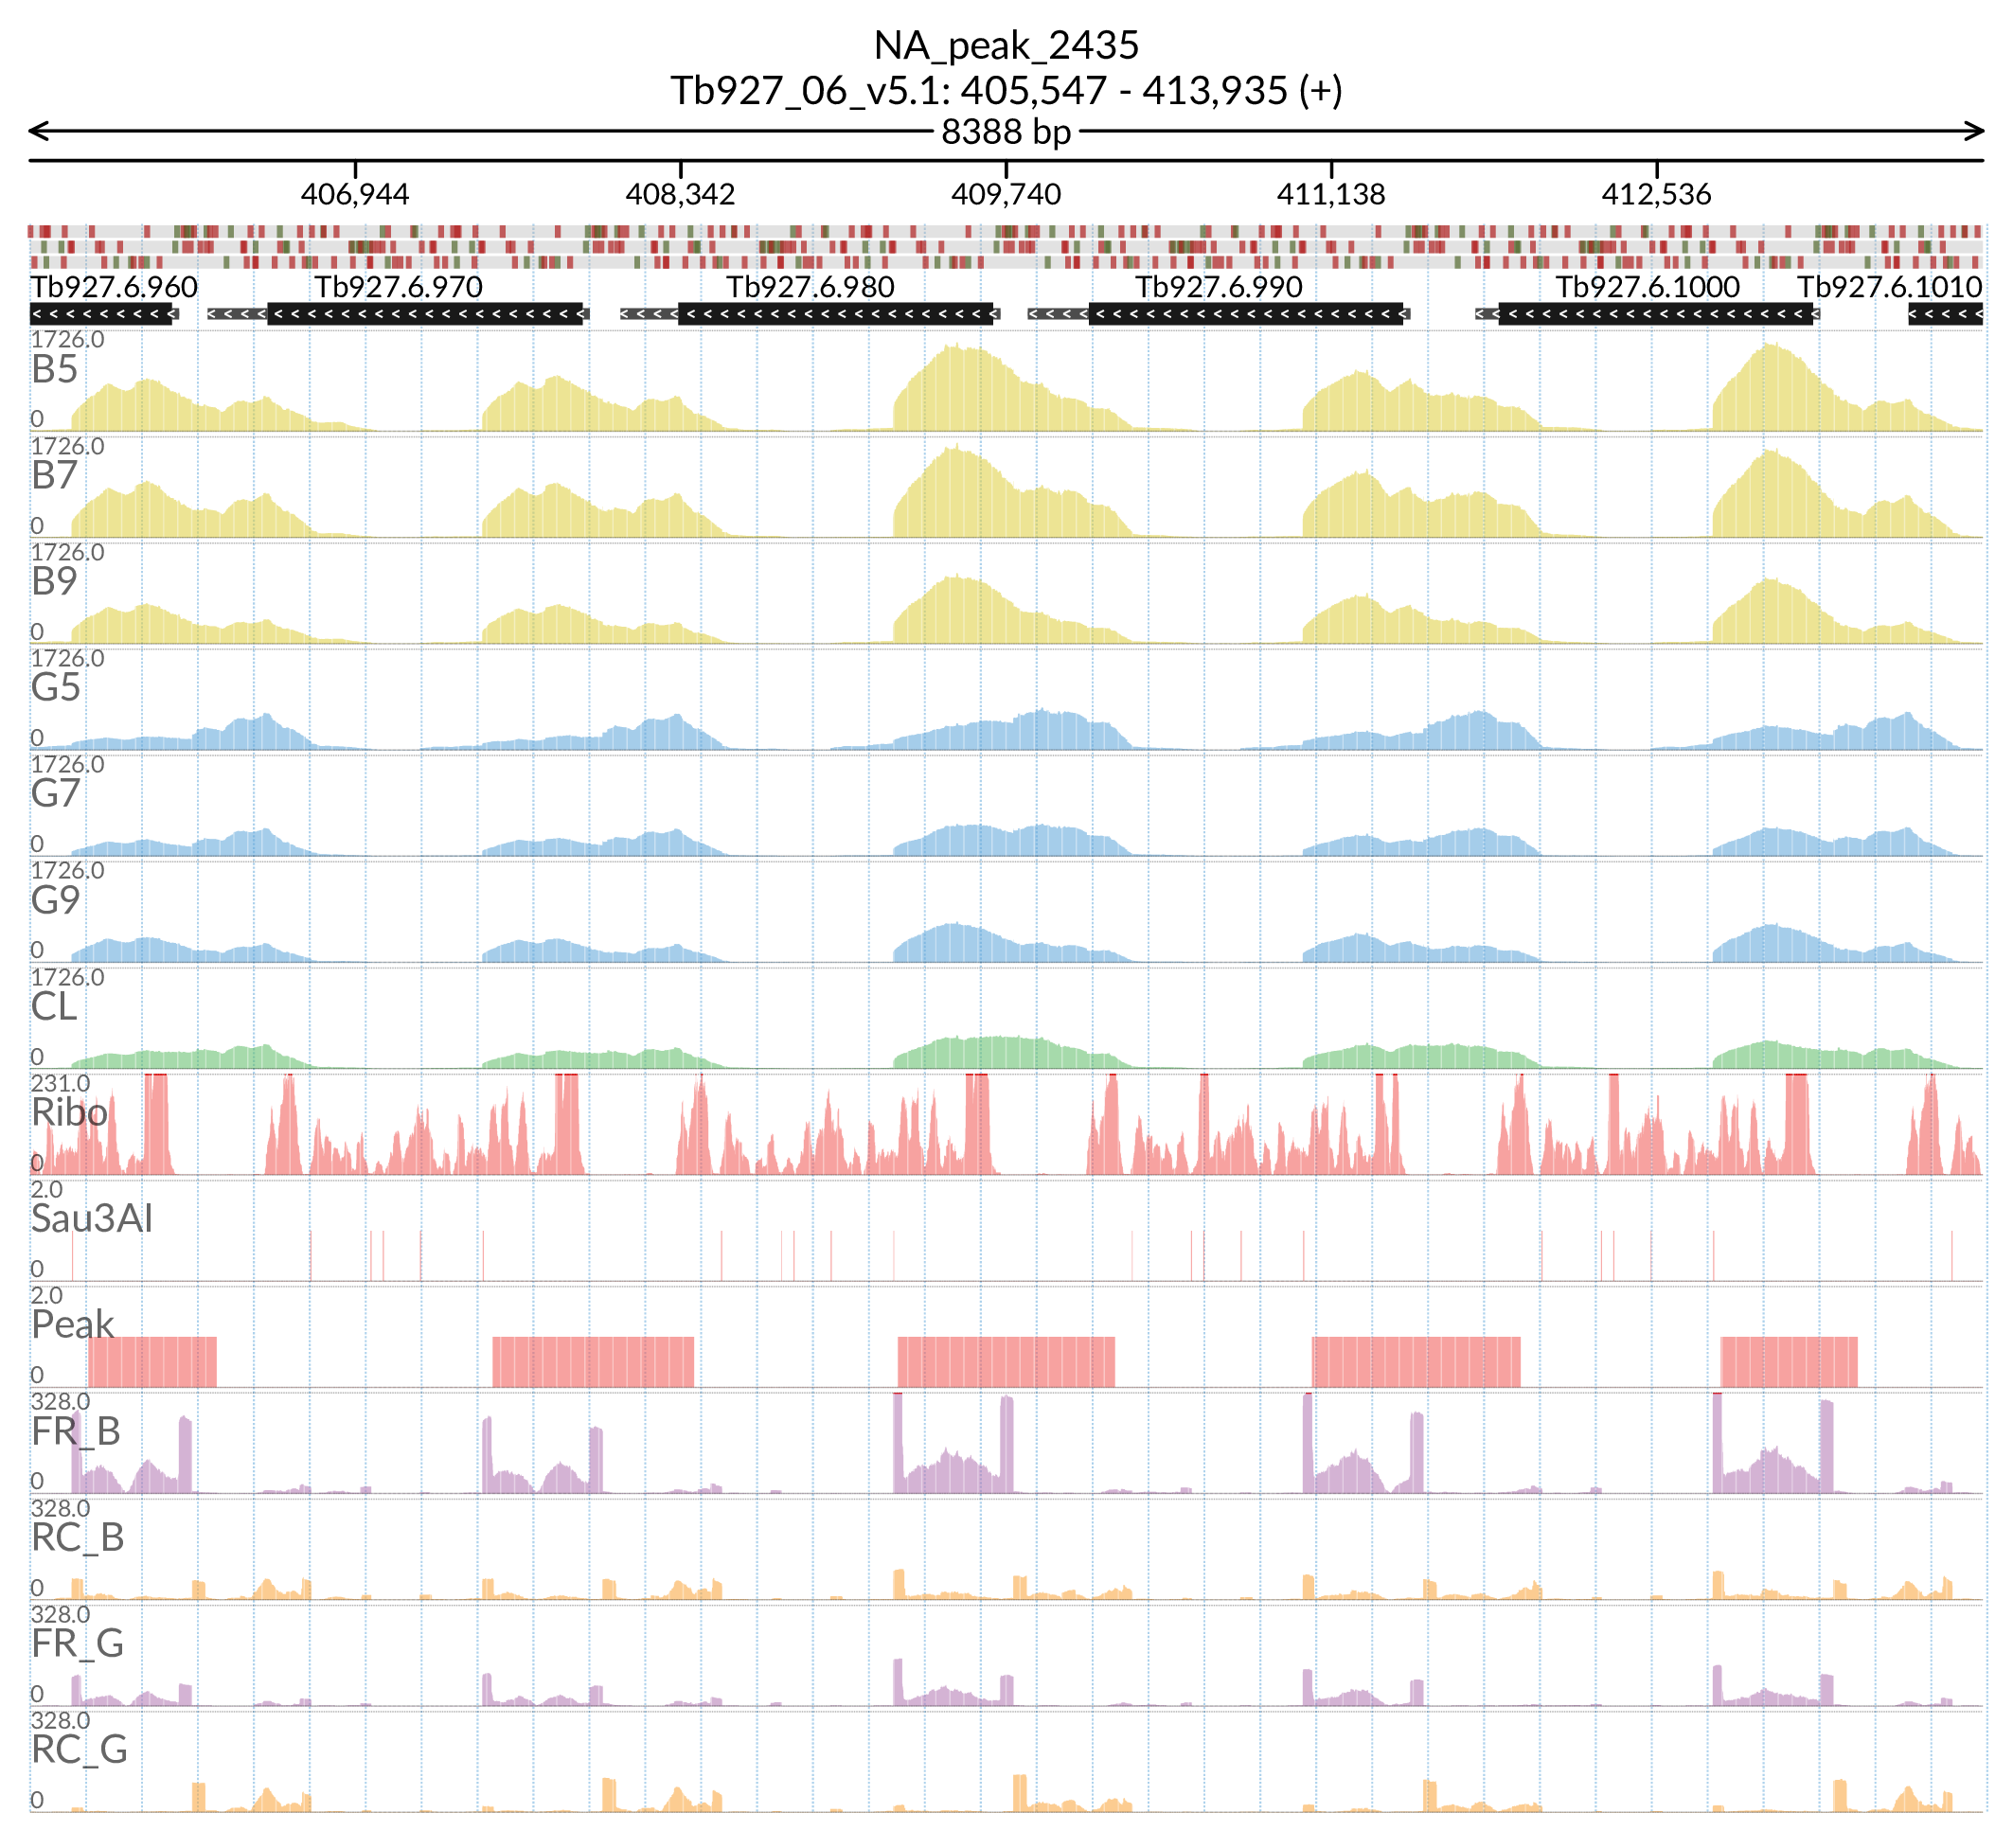 NA_peak_2435
Tb927_06_v5.1: 405,547 - 413,935 (+)
8388 bp
406,944 408,342 409,740 411,138 412,536
Tb927.6.960 Tb927.6.970 Tb927.6.980 Tb927.6.990 Tb927.6.1000 Tb927.6.1010
1726.0
B5
0
1726.0
B7
0
1726.0
B9
0
1726.0
G5
0
1726.0
G7
0
1726.0
G9
0
1726.0
CL
0
231.0
Ribo
0
2.0
Sau3AI
0
2.0
Peak
0
328.0
FR_B
0
328.0
RC_B
0
328.0
FR_G
0
328.0
RC_G
0